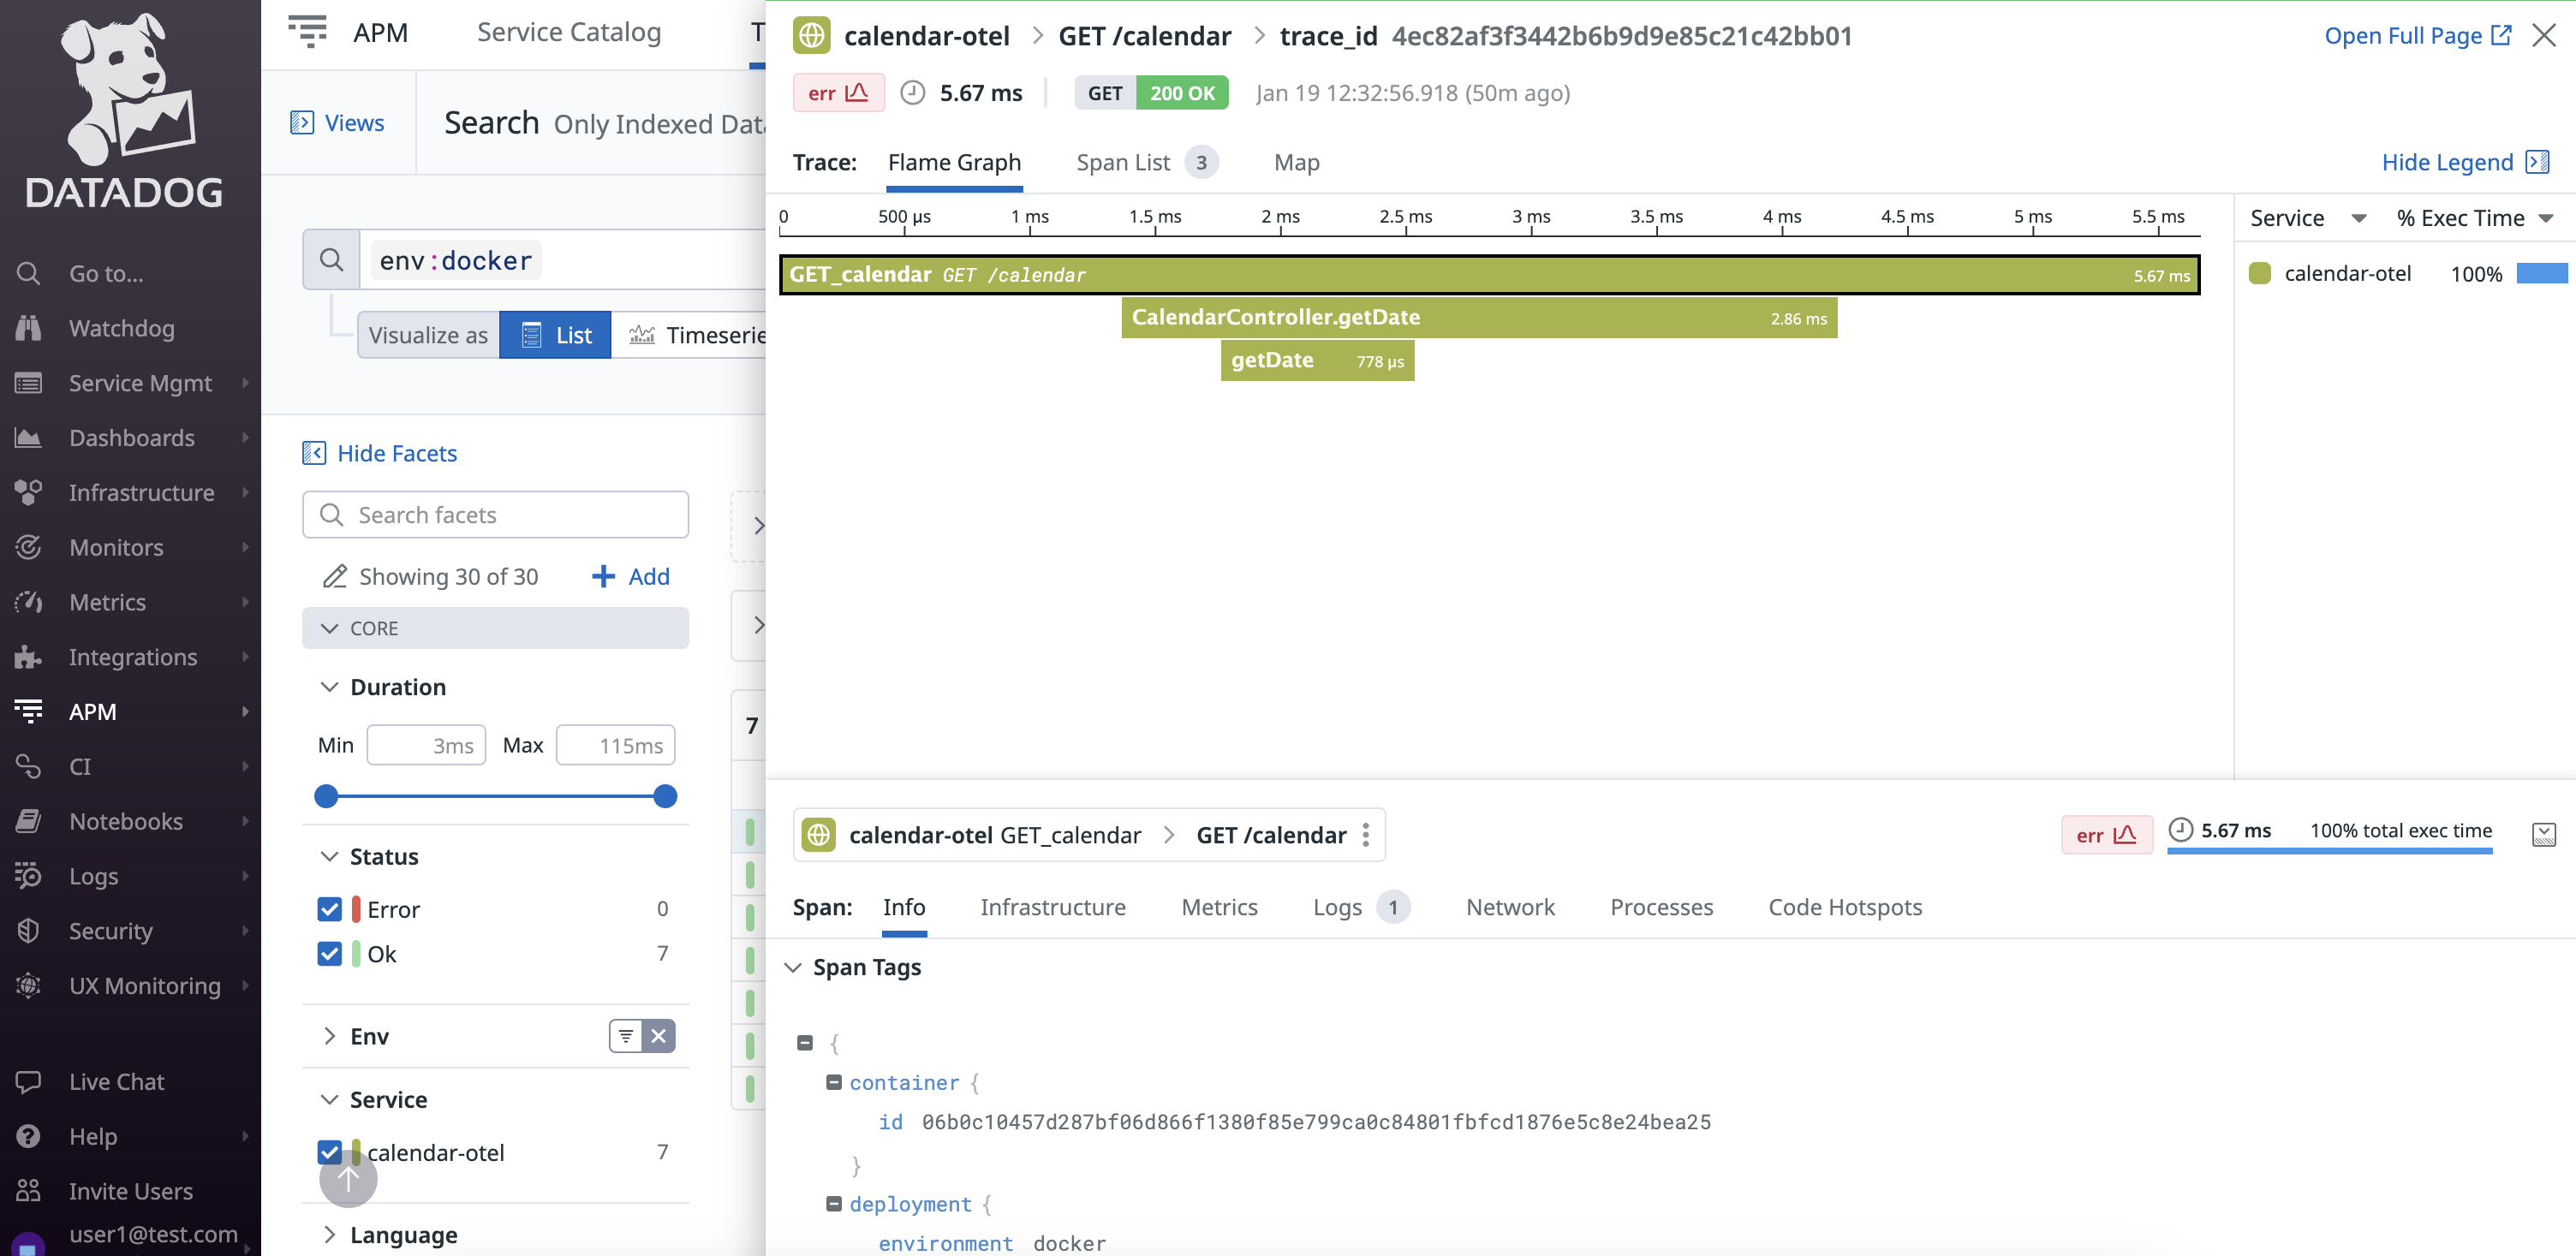 DATADOG
Go to...
Watchdog
Service Mgmt
Dashboards
Infrastructure
Monitors
Metrics
Integrations
APM
CI
Notebooks
Logs
Security
UX Monitoring
Live Chat
Help
Invite Users
user1@test.com
APM
Service Catalog
T
Views
Search Only Indexed Data
env:docker
Visualize as
List
Timeserie
Hide Facets
Search facets
Showing 30 of 30
Add
CORE
Duration
Min 3ms Max 115ms
Status
Error 0
Ok 7
Env
Service
calendar-otel 7
Language
7
calendar-otel > GET /calendar > trace_id 4ec82af3f3442b6b9d9e85c21c42bb01
Open Full Page
err 5.67 ms GET 200 OK Jan 19 12:32:56.918 (50m ago)
Trace: Flame Graph Span List 3 Map
Hide Legend
0 500 µs 1 ms 1.5 ms 2 ms 2.5 ms 3 ms 3.5 ms 4 ms 4.5 ms 5 ms 5.5 ms
GET_calendar GET /calendar 5.67 ms
CalendarController.getDate 2.86 ms
getDate 778 µs
Service % Exec Time
calendar-otel 100%
calendar-otel GET_calendar > GET /calendar
err 5.67 ms 100% total exec time
Span: Info Infrastructure Metrics Logs 1 Network Processes Code Hotspots
Span Tags
{
container {
id 06b0c10457d287bf06d866f1380f85e799ca0c84801fbfcd1876e5c8e24bea25
}
deployment {
environment docker